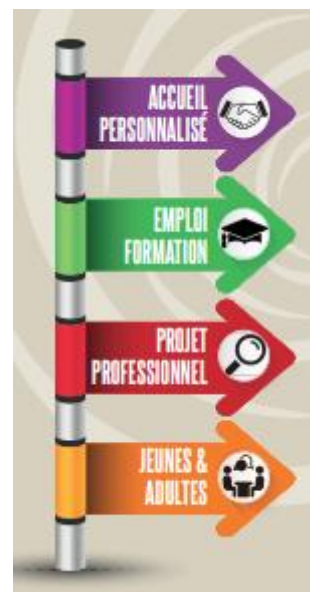 ACCUEIL
PERSONNALISÉ
EMPLOI
FORMATION
PROJET
PROFESSIONNEL
JEUNES &
ADULTES